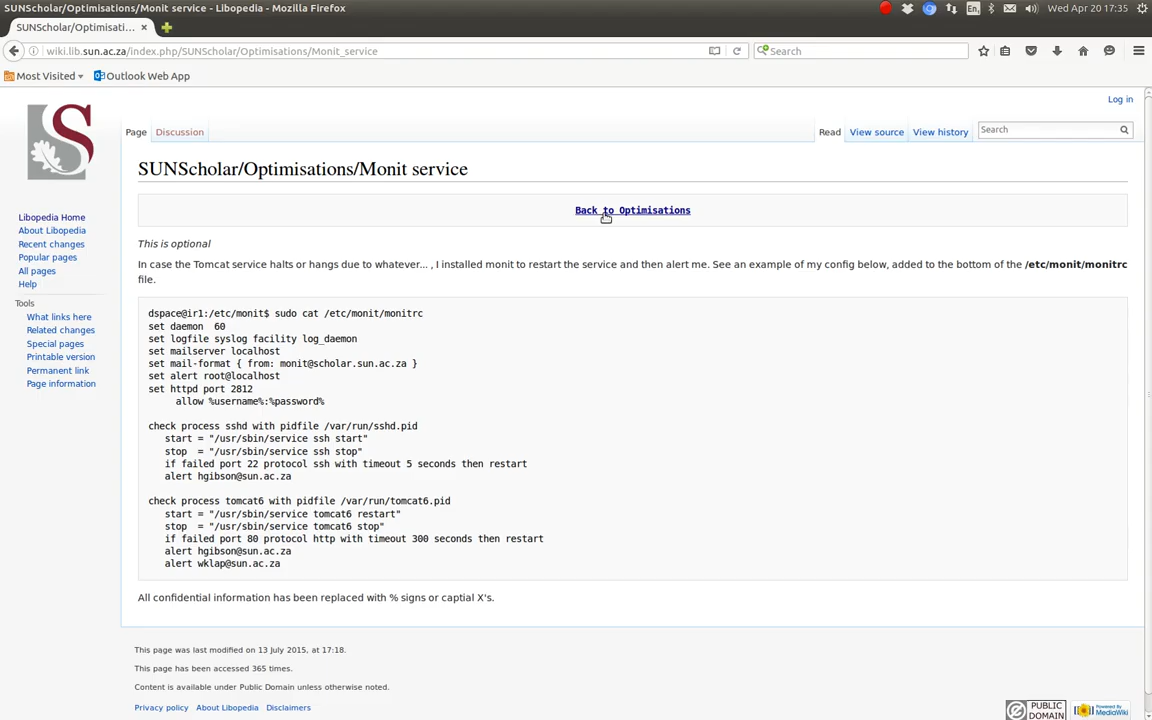 SUNScholar/Optimisations/Monit service - Libopedia - Mozilla Firefox
En
Wed Apr 20 17:35
SUNScholar/Optimisati...
wiki.lib.sun.ac.za/index.php/SUNScholar/Optimisations/Monit_service
Search
Most Visited
Outlook Web App
Log in
Page
Discussion
Read
View source
View history
Search
SUNScholar/Optimisations/Monit service
Back to Optimisations
Libopedia Home
About Libopedia
Recent changes
Popular pages
All pages
Help
Tools
What links here
Related changes
Special pages
Printable version
Permanent link
Page information
This is optional
In case the Tomcat service halts or hangs due to whatever... , I installed monit to restart the service and then alert me. See an example of my config below, added to the bottom of the /etc/monit/monitrc
file.
dspace@ir1:/etc/monit$ sudo cat /etc/monit/monitrc
set daemon  60
set logfile syslog facility log_daemon
set mailserver localhost
set mail-format { from: monit@scholar.sun.ac.za }
set alert root@localhost
set httpd port 2812
     allow %username%:%password%
check process sshd with pidfile /var/run/sshd.pid
   start = "/usr/sbin/service ssh start"
   stop  = "/usr/sbin/service ssh stop"
   if failed port 22 protocol ssh with timeout 5 seconds then restart
   alert hgibson@sun.ac.za
check process tomcat6 with pidfile /var/run/tomcat6.pid
   start = "/usr/sbin/service tomcat6 restart"
   stop  = "/usr/sbin/service tomcat6 stop"
   if failed port 80 protocol http with timeout 300 seconds then restart
   alert hgibson@sun.ac.za
   alert wklap@sun.ac.za
All confidential information has been replaced with % signs or captial X's.
This page was last modified on 13 July 2015, at 17:18.
This page has been accessed 365 times.
Content is available under Public Domain unless otherwise noted.
Privacy policy
About Libopedia
Disclaimers
PUBLIC
DOMAIN
Powered By
MediaWiki